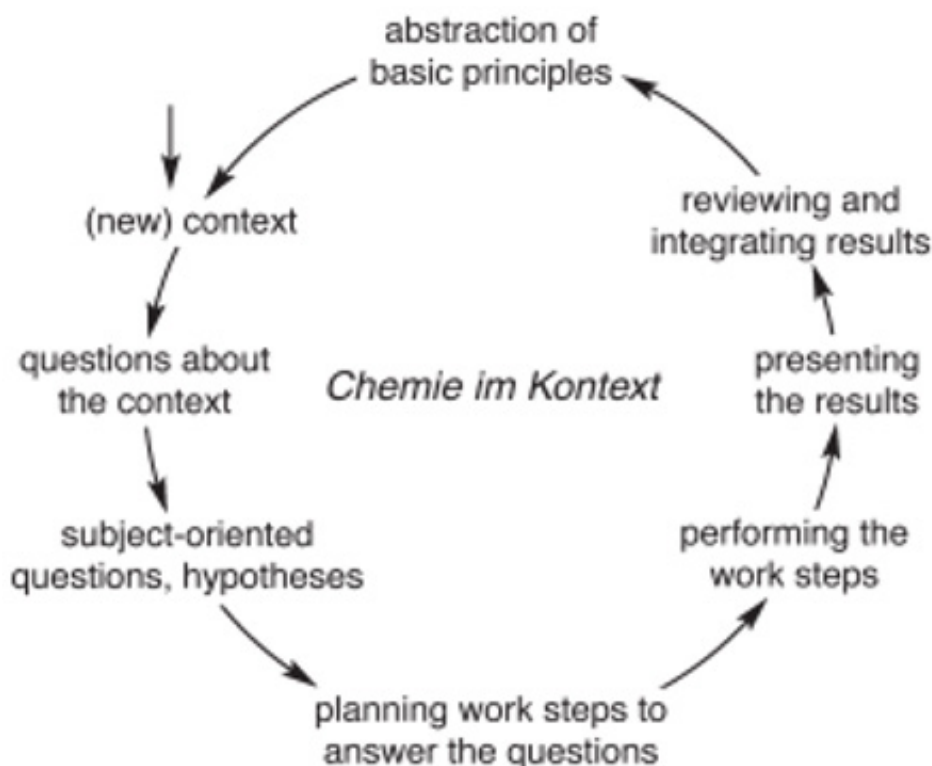 abstraction of
basic principles
(new) context
questions about
the context
subject-oriented
questions, hypotheses
planning work steps to
answer the questions
performing the
work steps
presenting
the results
reviewing and
integrating results
Chemie im Kontext